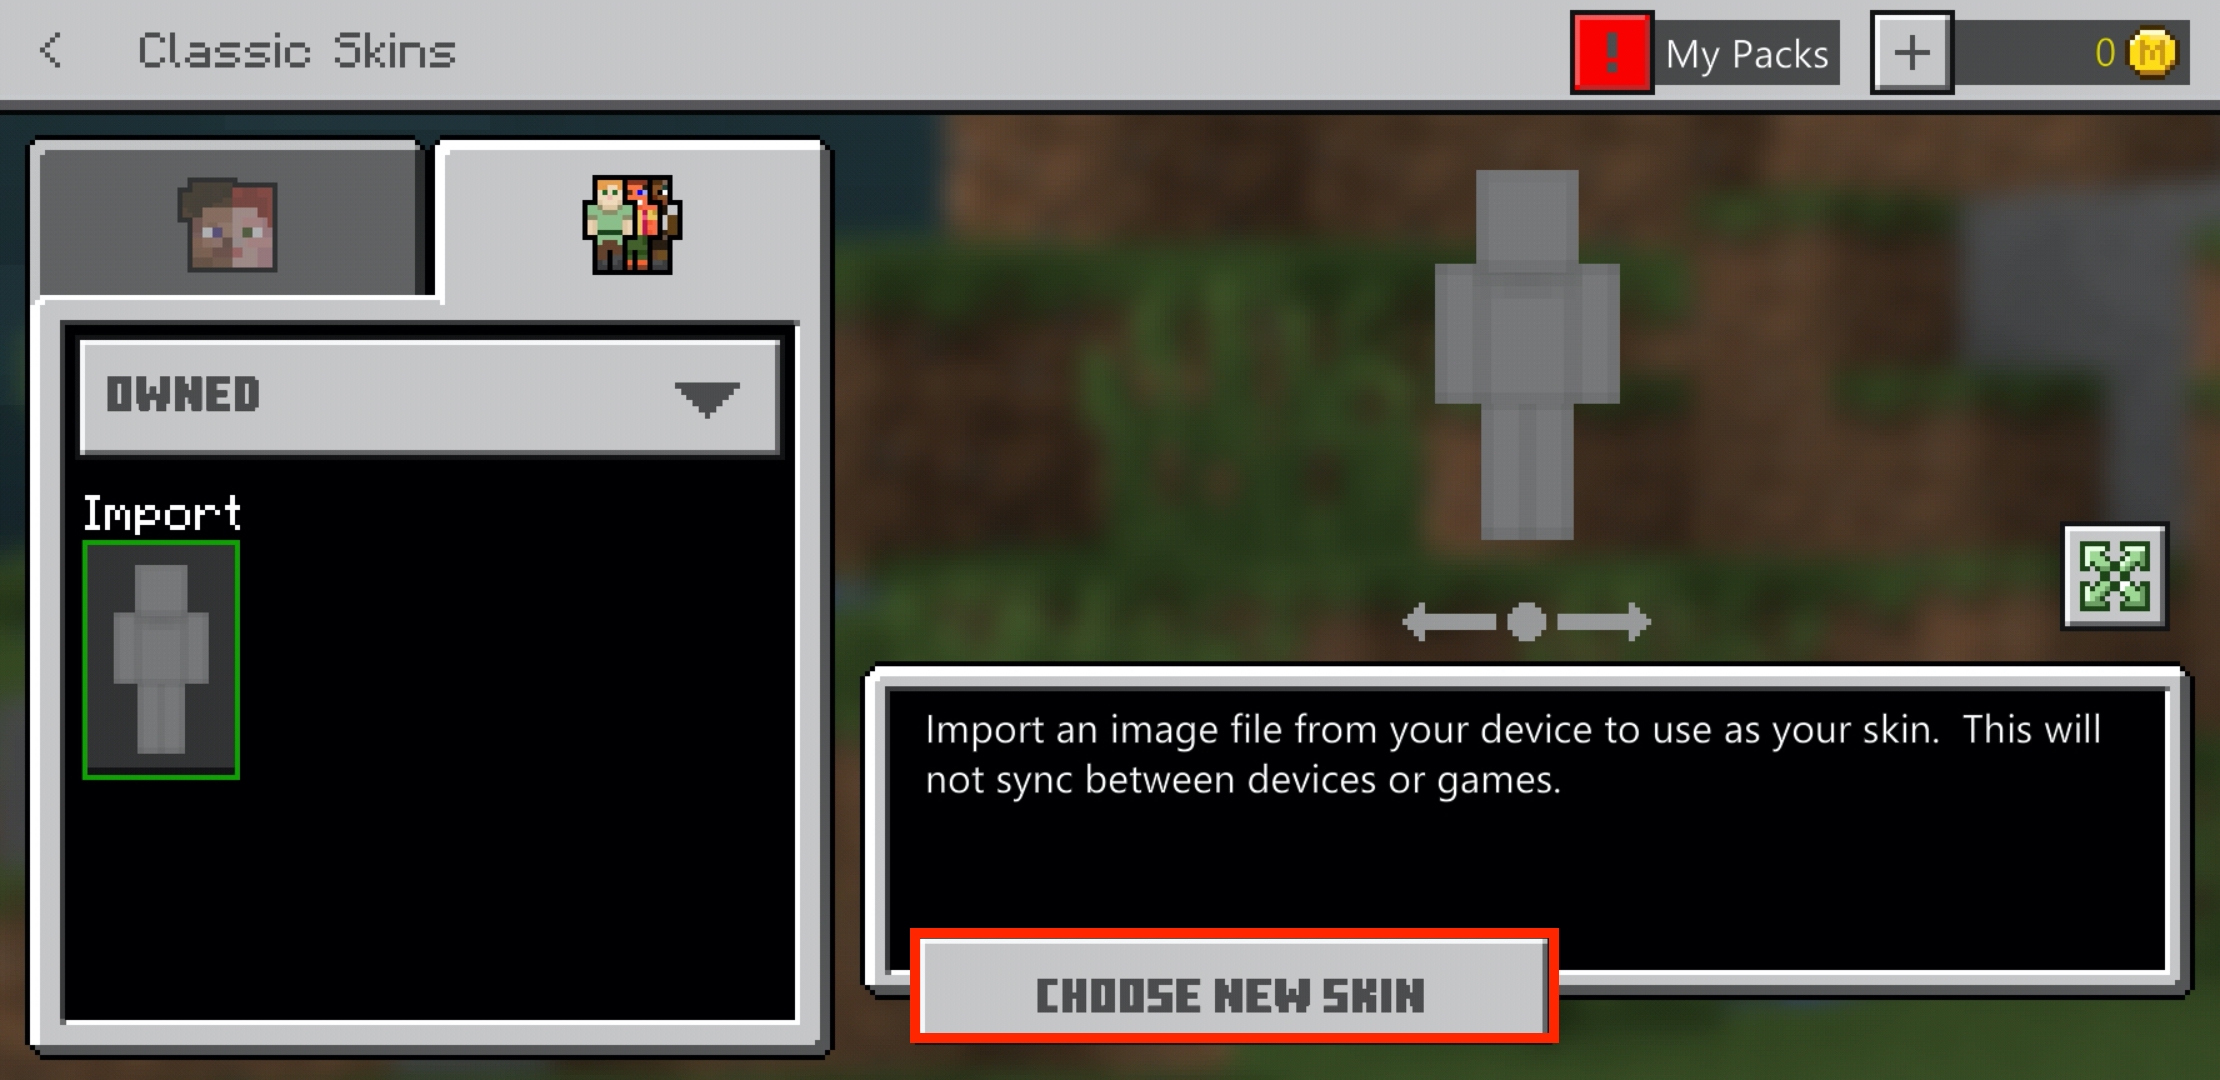 Classic Skins
! My Packs
0
OWNED
Import
Import an image file from your device to use as your skin.  This will
not sync between devices or games.
CHOOSE NEW SKIN